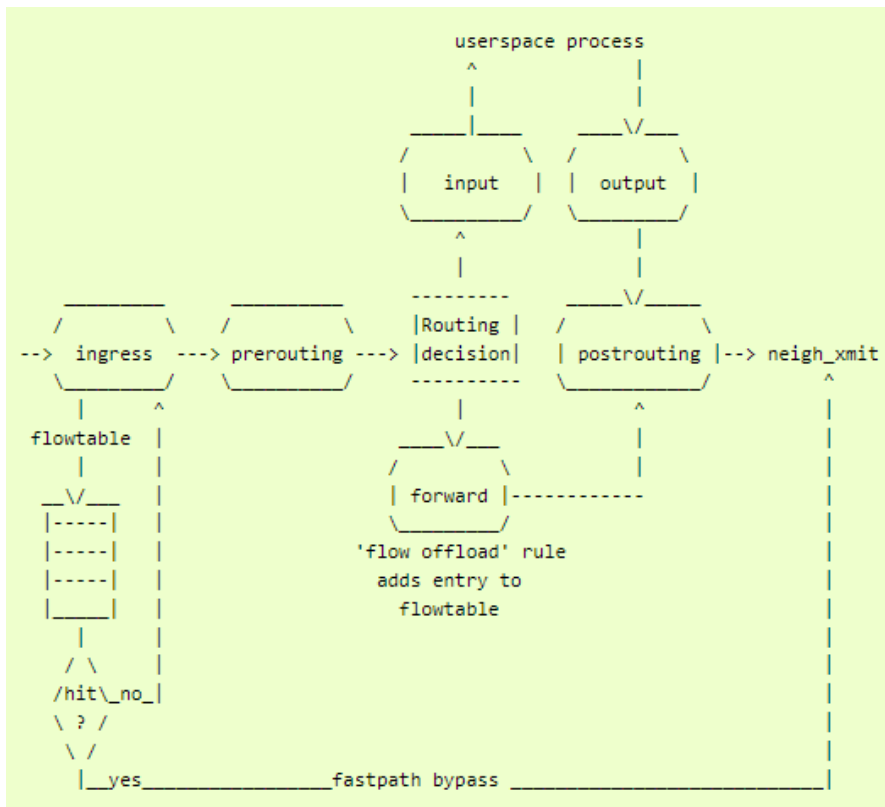 userspace process
input
output
Routing
--> ingress ---> prerouting ---> decision postrouting --> neigh_xmit
flowtable
forward
'flow offload' rule
adds entry to
flowtable
hit no
?
yes fastpath bypass